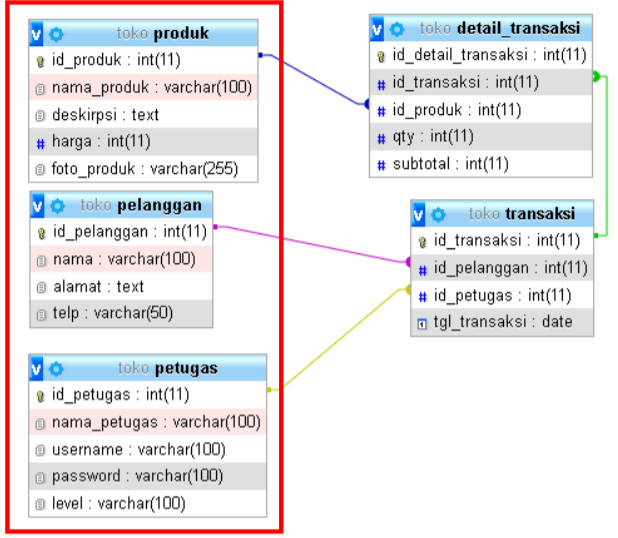 toko produk
id_produk : int(11)
nama_produk : varchar(100)
deskirpsi : text
harga : int(11)
foto_produk : varchar(255)
toko pelanggan
id_pelanggan : int(11)
nama : varchar(100)
alamat : text
telp : varchar(50)
toko petugas
id_petugas : int(11)
nama_petugas : varchar(100)
username : varchar(100)
password : varchar(100)
level : varchar(100)
toko detail_transaksi
id_detail_transaksi : int(11)
# id_transaksi : int(11)
# id_produk : int(11)
# qty : int(11)
# subtotal : int(11)
toko transaksi
id_transaksi : int(11)
# id_pelanggan : int(11)
# id_petugas : int(11)
tgl_transaksi : date